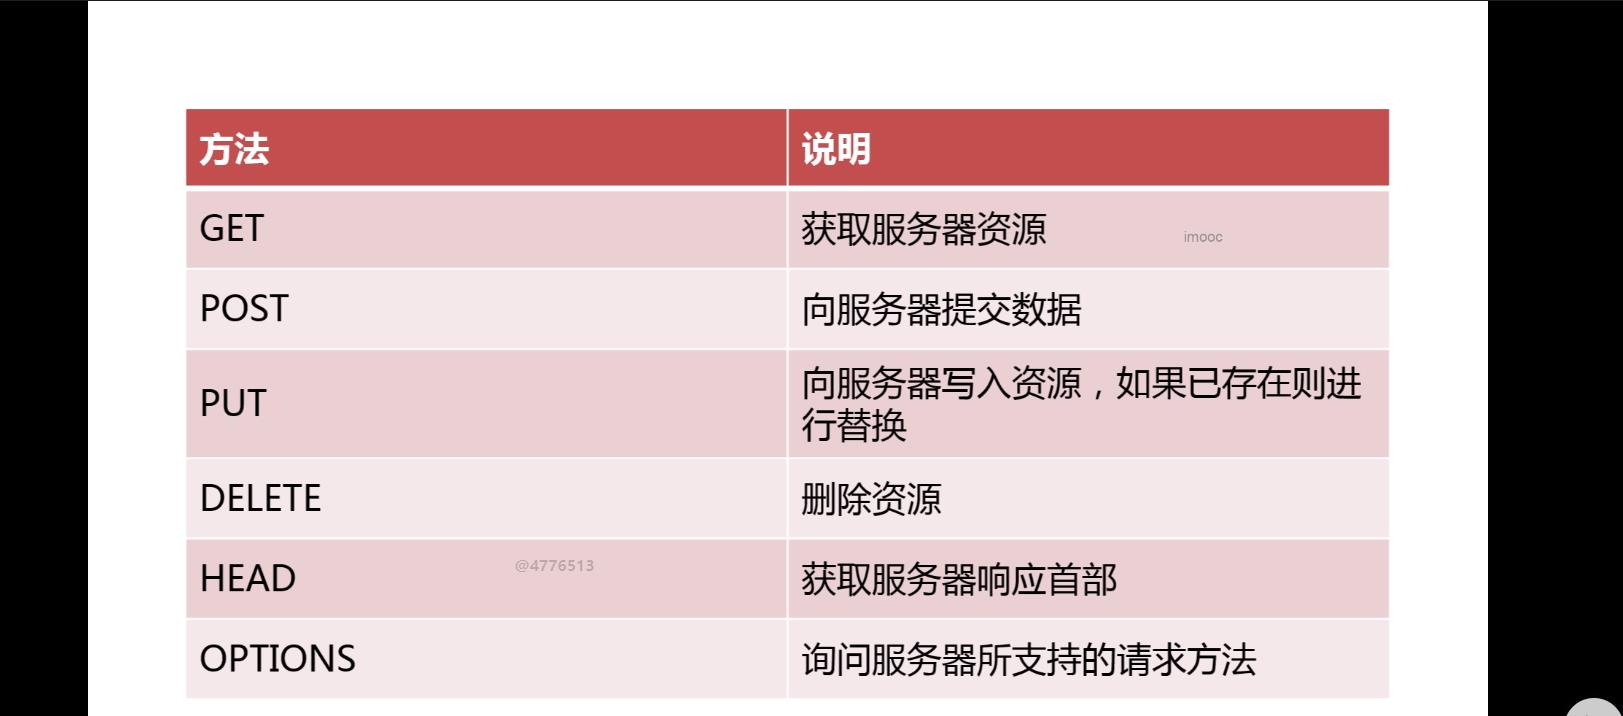 方法
说明
GET
获取服务器资源
imooc
POST
向服务器提交数据
PUT
向服务器写入资源，如果已存在则进
行替换
DELETE
删除资源
HEAD
@4776513
获取服务器响应首部
OPTIONS
询问服务器所支持的请求方法